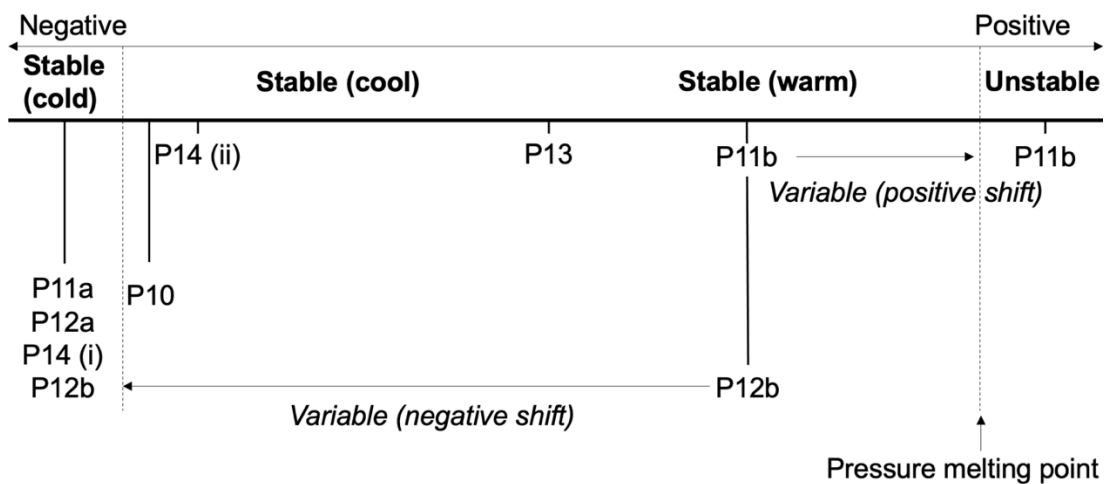 Negative Positive
Stable (cold) Stable (cool) Stable (warm) Unstable
P14 (ii) P13 P11b P11b
Variable (positive shift)
P11a P10
P12a
P14 (i)
P12b P12b
Variable (negative shift)
Pressure melting point